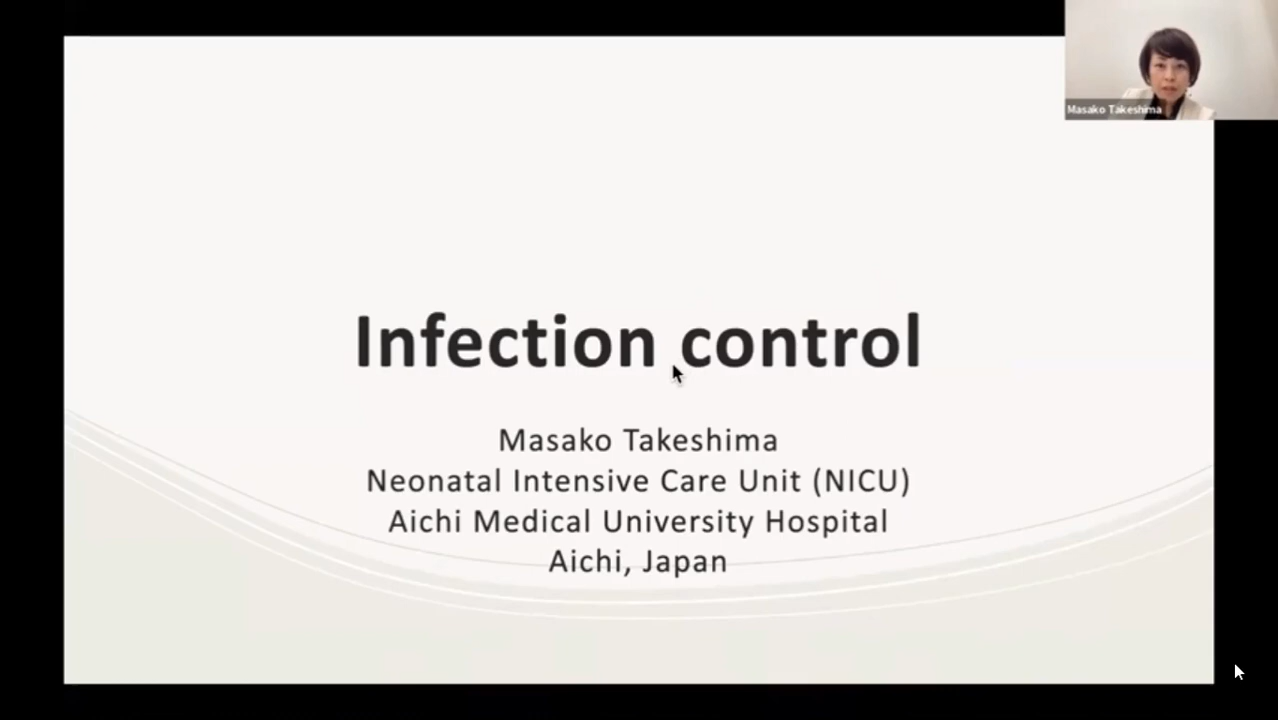 Masako Takeshima
Infection control
Masako Takeshima
Neonatal Intensive Care Unit (NICU)
Aichi Medical University Hospital
Aichi, Japan